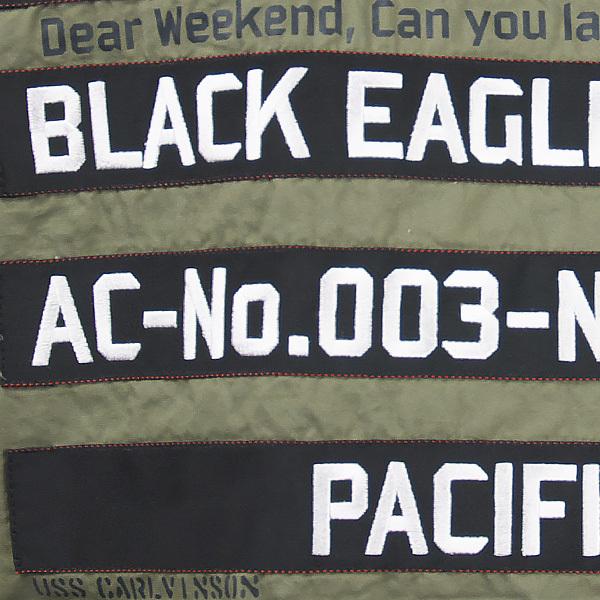 Dear Weekend, Can you la
BLACK EAGL
AC-No.003-N
PACIFI
USS CARLVINSON